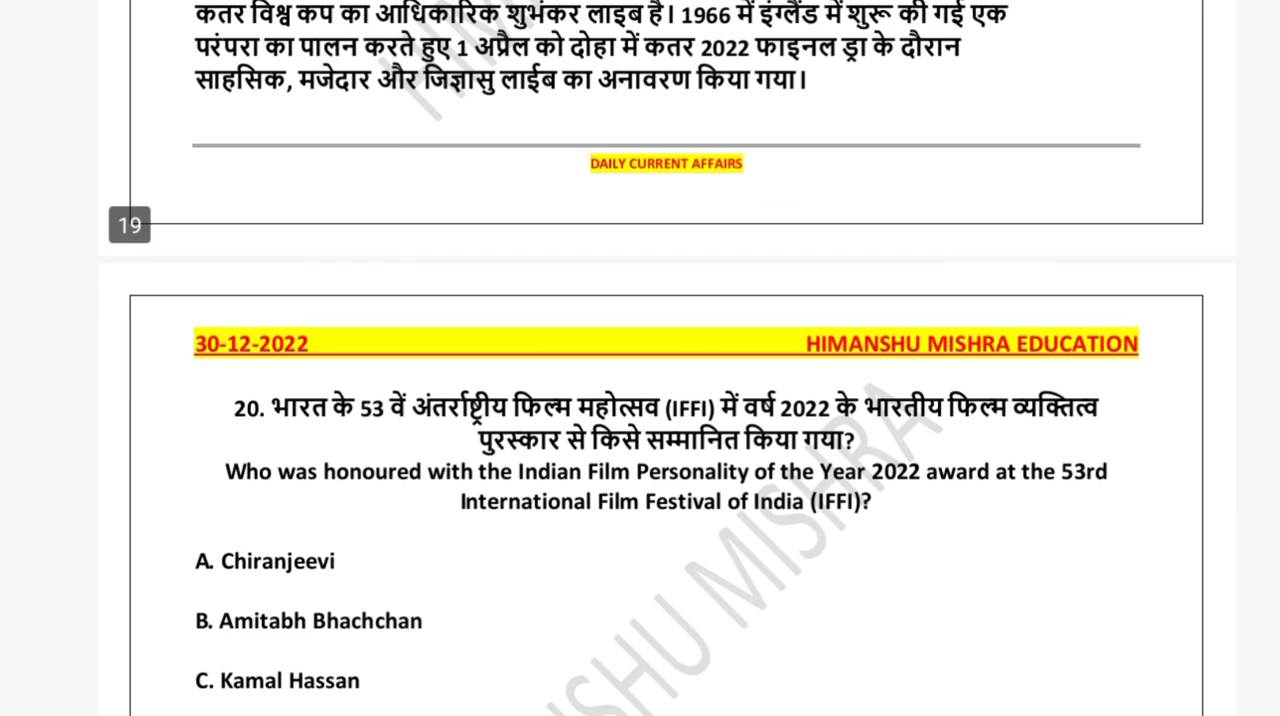 कतर विश्व कप का आधिकारिक शुभंकर लाइब है। 1966 में इंग्लैंड में शुरू की गई एक
परंपरा का पालन करते हुए 1 अप्रैल को दोहा में कतर 2022 फाइनल ड्रा के दौरान
साहसिक, मजेदार और जिज्ञासु लाईब का अनावरण किया गया।
DAILY CURRENT AFFAIRS
19
30-12-2022 HIMANSHU MISHRA EDUCATION
20. भारत के 53 वें अंतर्राष्ट्रीय फिल्म महोत्सव (IFFI) में वर्ष 2022 के भारतीय फिल्म व्यक्तित्व
पुरस्कार से किसे सम्मानित किया गया?
Who was honoured with the Indian Film Personality of the Year 2022 award at the 53rd
International Film Festival of India (IFFI)?
A. Chiranjeevi
B. Amitabh Bhachchan
C. Kamal Hassan
SHU MISHRA